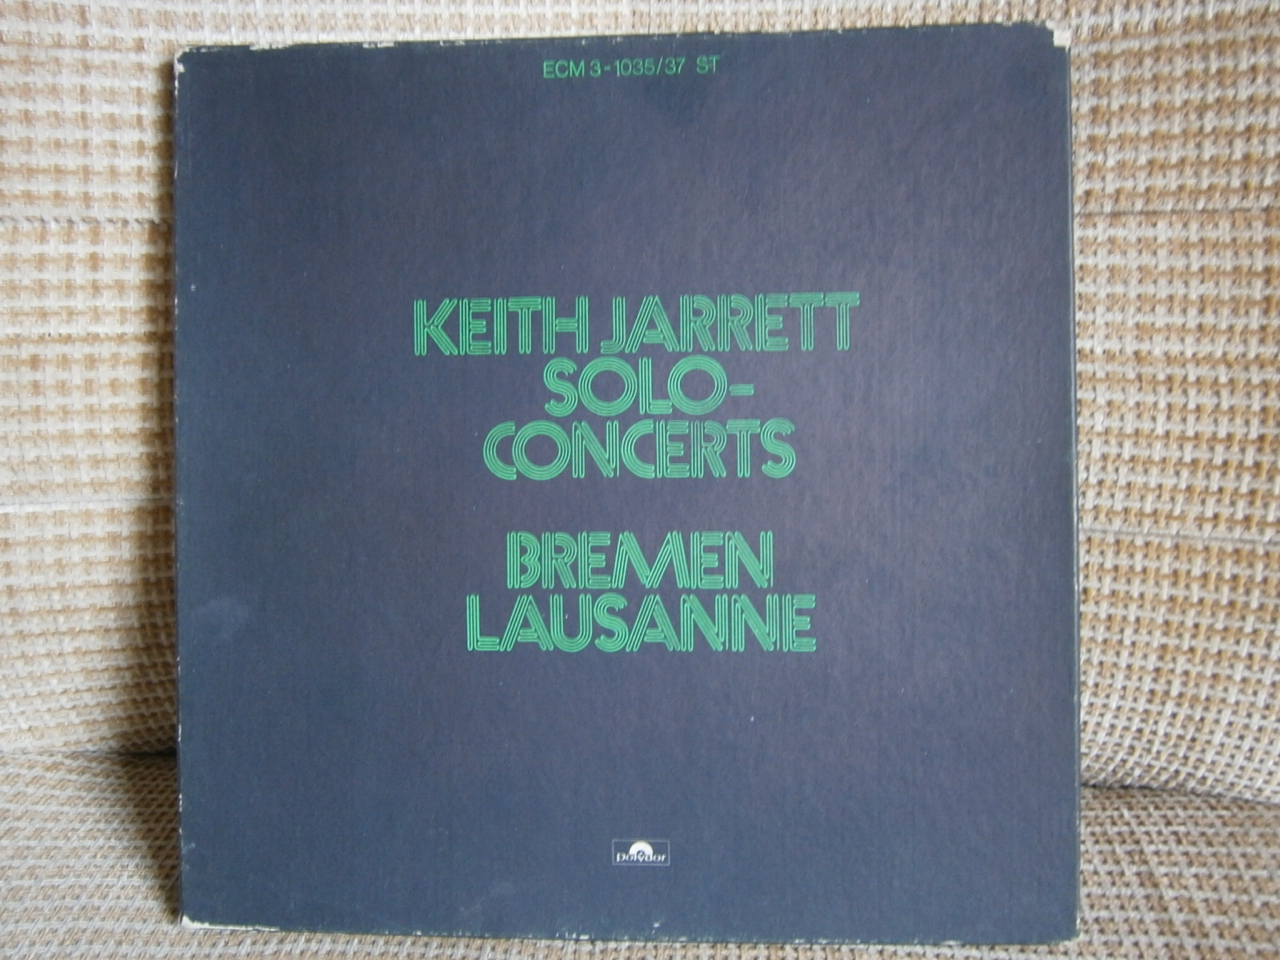 ECM 3-1035/37 ST
KEITH JARRETT
SOLO-
CONCERTS
BREMEN
LAUSANNE
polydor